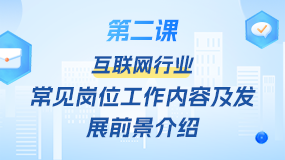 第二课
互联网行业
常见岗位工作内容及发
展前景介绍